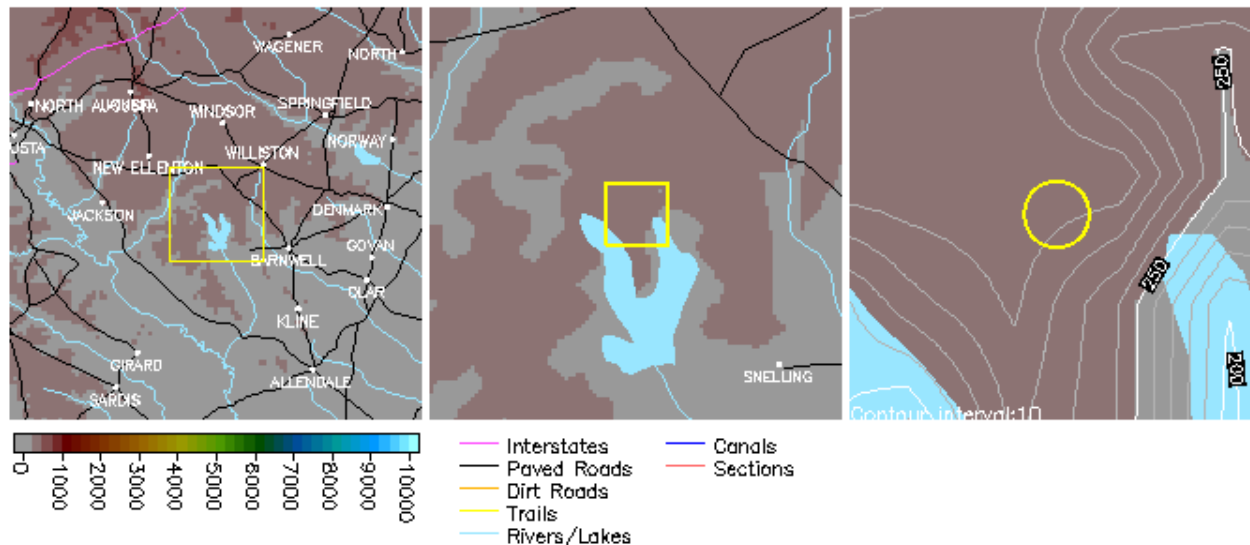 WAGENER
NORTH
NORTH AUGUSTA
WINDSOR
SPRINGFIELD
USTA
NORWAY
NEW ELLENTON
WILLISTON
JACKSON
DENMARK
GOVAN
BARNWELL
OLAR
KLINE
GIRARD
ALLENDALE
SARDIS
SNELLING
250
250
200
Contour interval:10
0
1000
2000
3000
4000
5000
6000
7000
8000
9000
10000
Interstates
Paved Roads
Dirt Roads
Trails
Rivers/Lakes
Canals
Sections